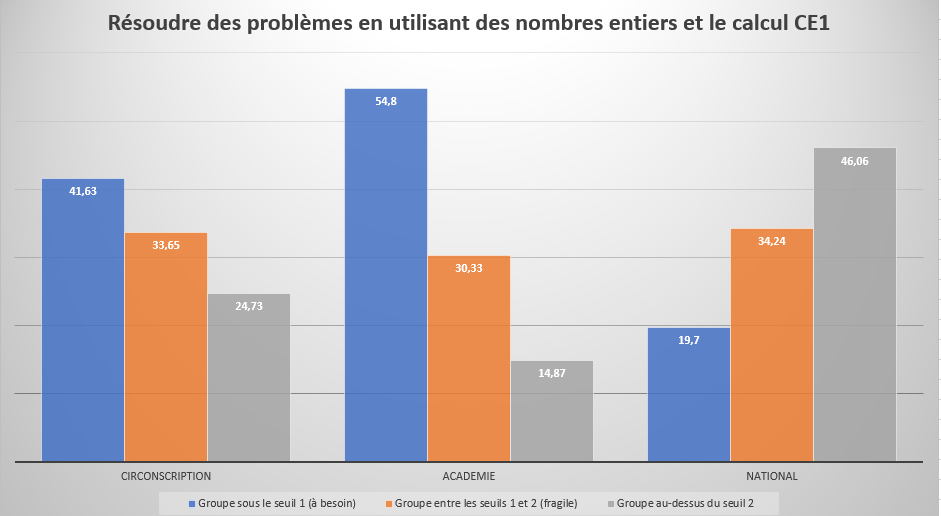 Résoudre des problèmes en utilisant des nombres entiers et le calcul CE1
41,63
33,65
24,73
54,8
30,33
14,87
19,7
34,24
46,06
CIRCONSCRIPTION
ACADEMIE
NATIONAL
Groupe sous le seuil 1 (à besoin)
Groupe entre les seuils 1 et 2 (fragile)
Groupe au-dessus du seuil 2